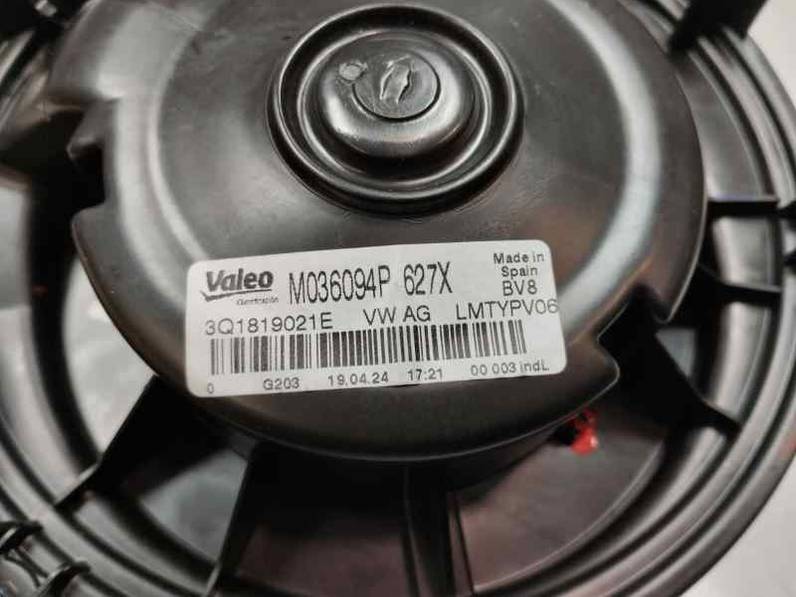 Valeo M036094P 627X Made in
Spain
BV8
Climatização
3Q1819021E VW AG LMTYPV06
0 G203 19.04.24 17:21 00 003 indL